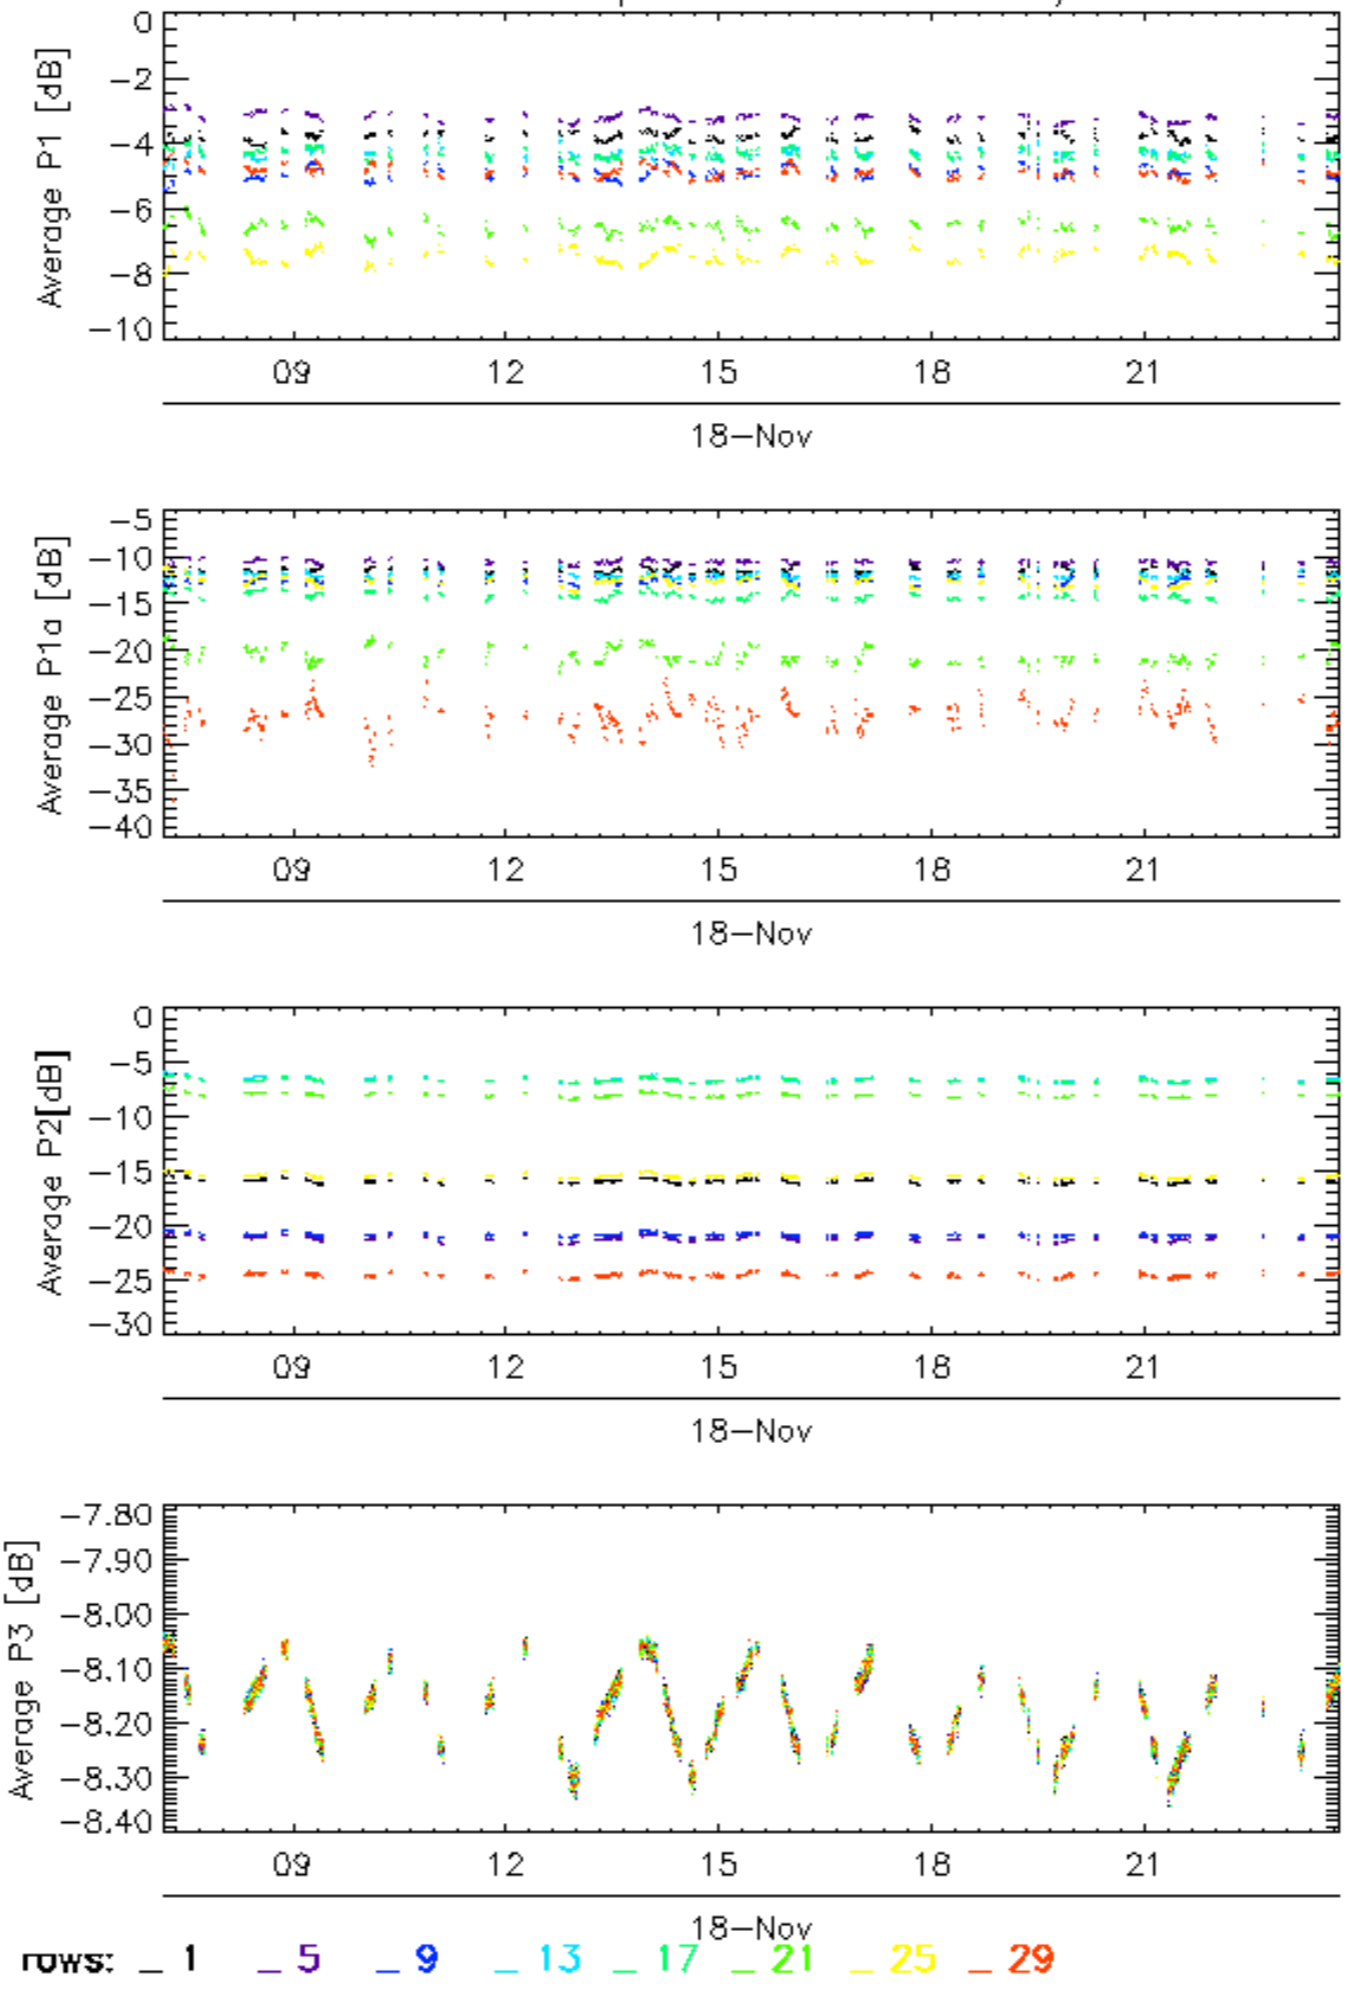 0
−2
−4
−6
−8
−10
Average P1 [dB]
09 12 15 18 21
18−Nov
−5
−10
−15
−20
−25
−30
−35
−40
Average P1a [dB]
09 12 15 18 21
18−Nov
0
−5
−10
−15
−20
−25
−30
Average P2[dB]
09 12 15 18 21
18−Nov
−7.80
−7.90
−8.00
−8.10
−8.20
−8.30
−8.40
Average P3 [dB]
09 12 15 18 21
18−Nov
rows: _ 1 _ 5 _ 9 _ 13 _ 17 _ 21 _ 25 _ 29